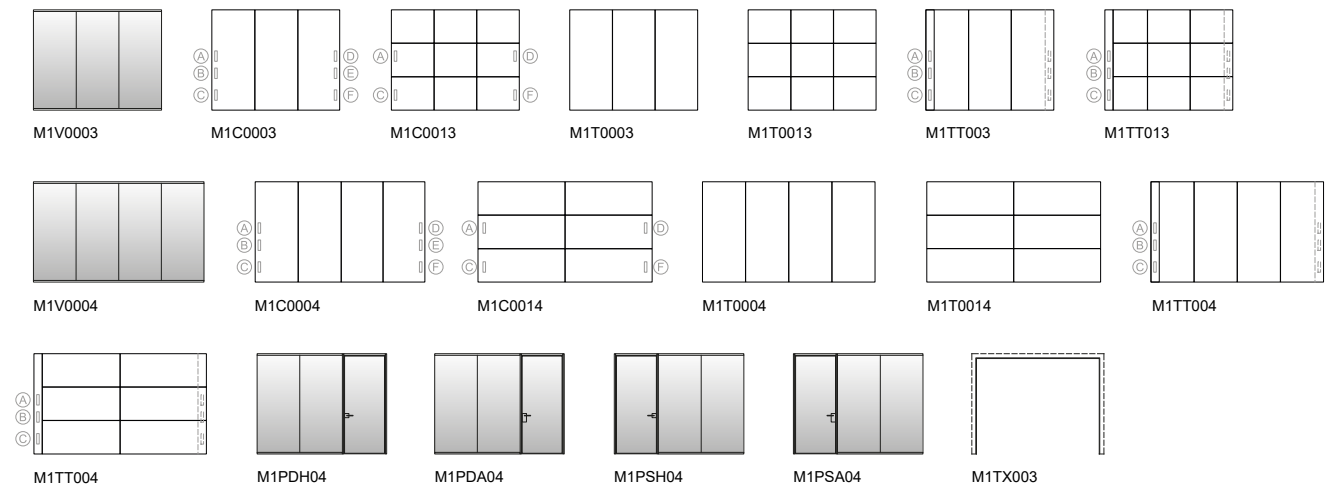 A
D
A
D
A
A
B
E
B
B
C
F
C
F
C
C
M1V0003
M1C0003
M1C0013
M1T0003
M1T0013
M1TT003
M1TT013
A
D
A
D
A
B
E
B
C
F
C
F
C
M1V0004
M1C0004
M1C0014
M1T0004
M1T0014
M1TT004
A
B
C
M1TT004
M1PDH04
M1PDA04
M1PSH04
M1PSA04
M1TX003